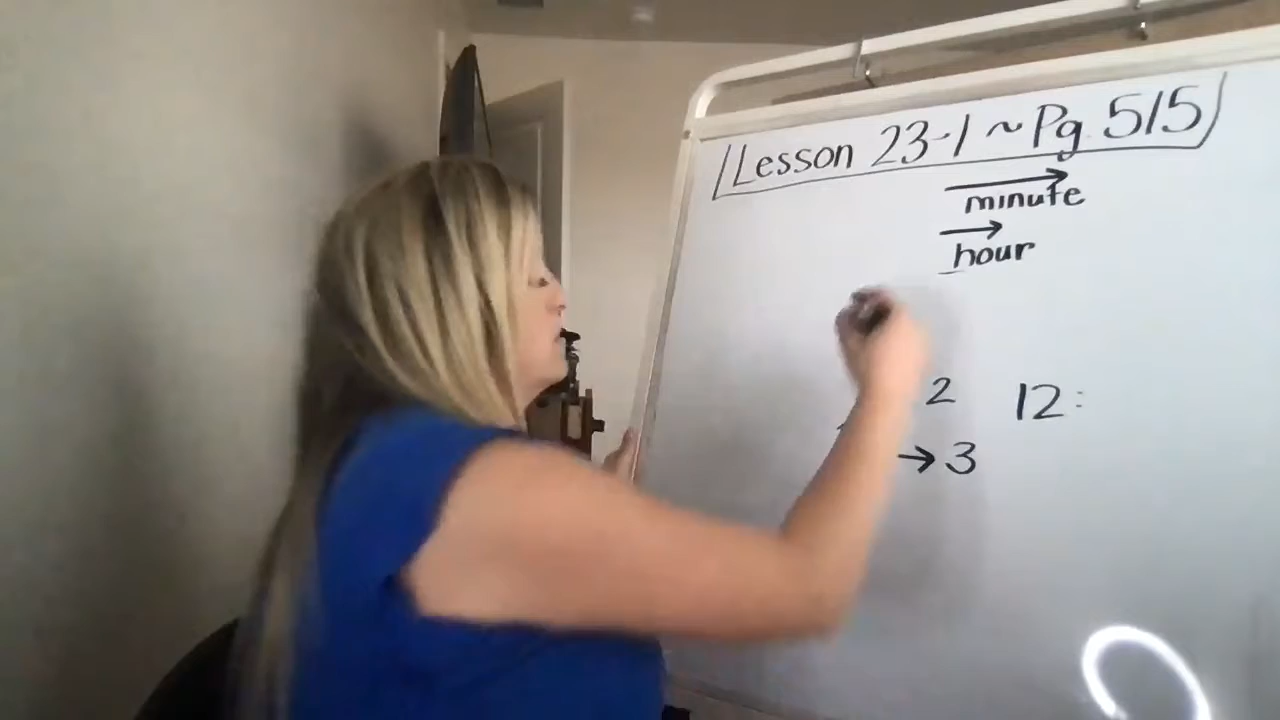 Lesson 23-1 ~ Pg. 515
→
minute
→
hour
2 12:
→ 3